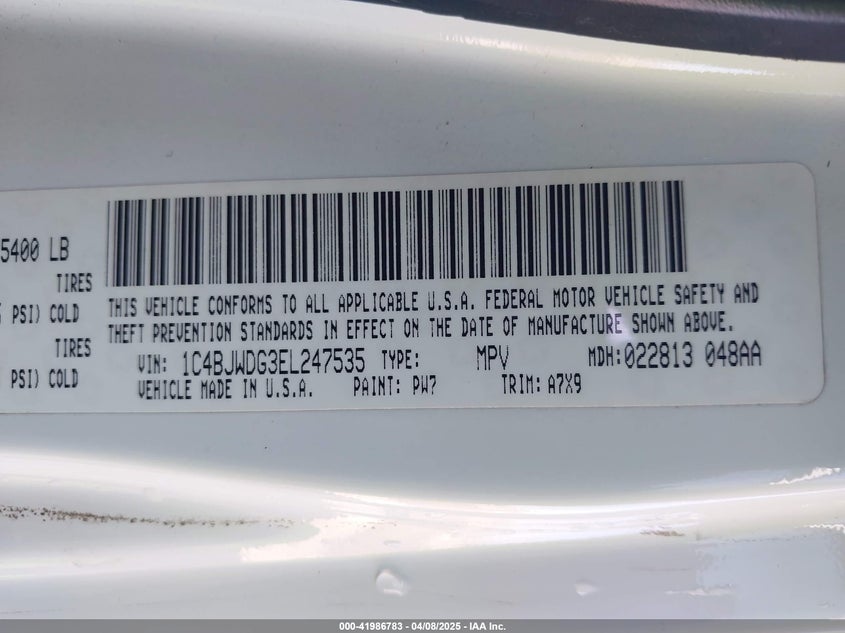 5400 LB
TIRES
PSI) COLD
TIRES
PSI) COLD
THIS VEHICLE CONFORMS TO ALL APPLICABLE U.S.A. FEDERAL MOTOR VEHICLE SAFETY AND
THEFT PREVENTION STANDARDS IN EFFECT ON THE DATE OF MANUFACTURE SHOWN ABOVE.
VIN: 1C4BJWDG3EL247535 TYPE: MPV MDH:022813 048AA
VEHICLE MADE IN U.S.A. PAINT: PW7 TRIM: A7X9
000-41986783 - 04/08/2025 - IAA Inc.